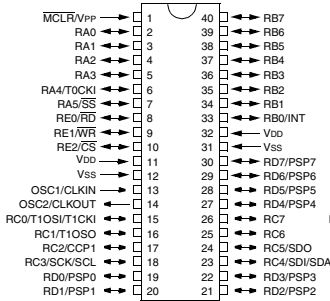 MCLR/VPP 1 40 RB7
RA0 2 39 RB6
RA1 3 38 RB5
RA2 4 37 RB4
RA3 5 36 RB3
RA4/T0CKI 6 35 RB2
RA5/SS 7 34 RB1
RE0/RD 8 33 RB0/INT
RE1/WR 9 32 VDD
RE2/CS 10 31 VSS
VDD 11 30 RD7/PSP7
VSS 12 29 RD6/PSP6
OSC1/CLKIN 13 28 RD5/PSP5
OSC2/CLKOUT 14 27 RD4/PSP4
RC0/T1OSI/T1CKI 15 26 RC7
RC1/T1OSO 16 25 RC6
RC2/CCP1 17 24 RC5/SDO
RC3/SCK/SCL 18 23 RC4/SDI/SDA
RD0/PSP0 19 22 RD3/PSP3
RD1/PSP1 20 21 RD2/PSP2